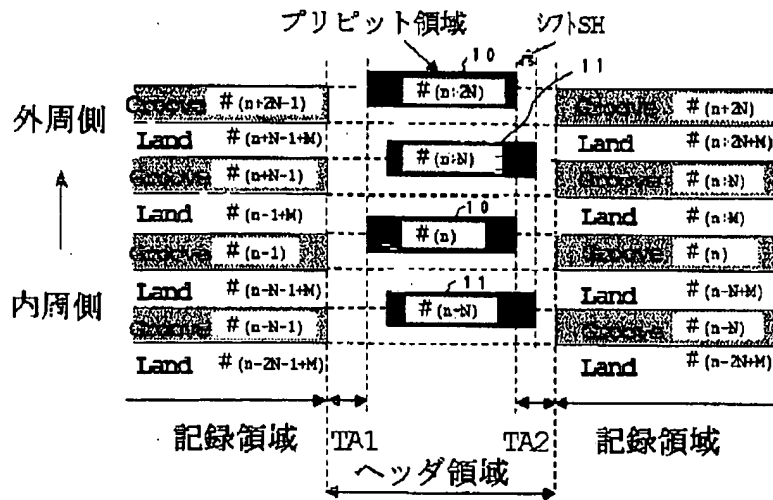 プリピット領域
シフトSH
10
11
#(n+2N)
Groove #(n+2N-1)
Groove #(n+2N)
外周側
Land #(n+N-1+M)
#(n:N)
Land #(n:2N+M)
Groove #(n+N-1)
Groove #(n:N)
10
Land #(n-1+M)
#(n)
Land #(n:M)
Groove #(n-1)
Groove #(n)
11
内周側
Land #(n-N-1+M)
#(n-N)
Land #(n-N+M)
Groove #(n-N-1)
Groove #(n-N)
Land #(n-2N-1+M)
Land #(n-2N+M)
記録領域 TA1 TA2 記録領域
ヘッダ領域